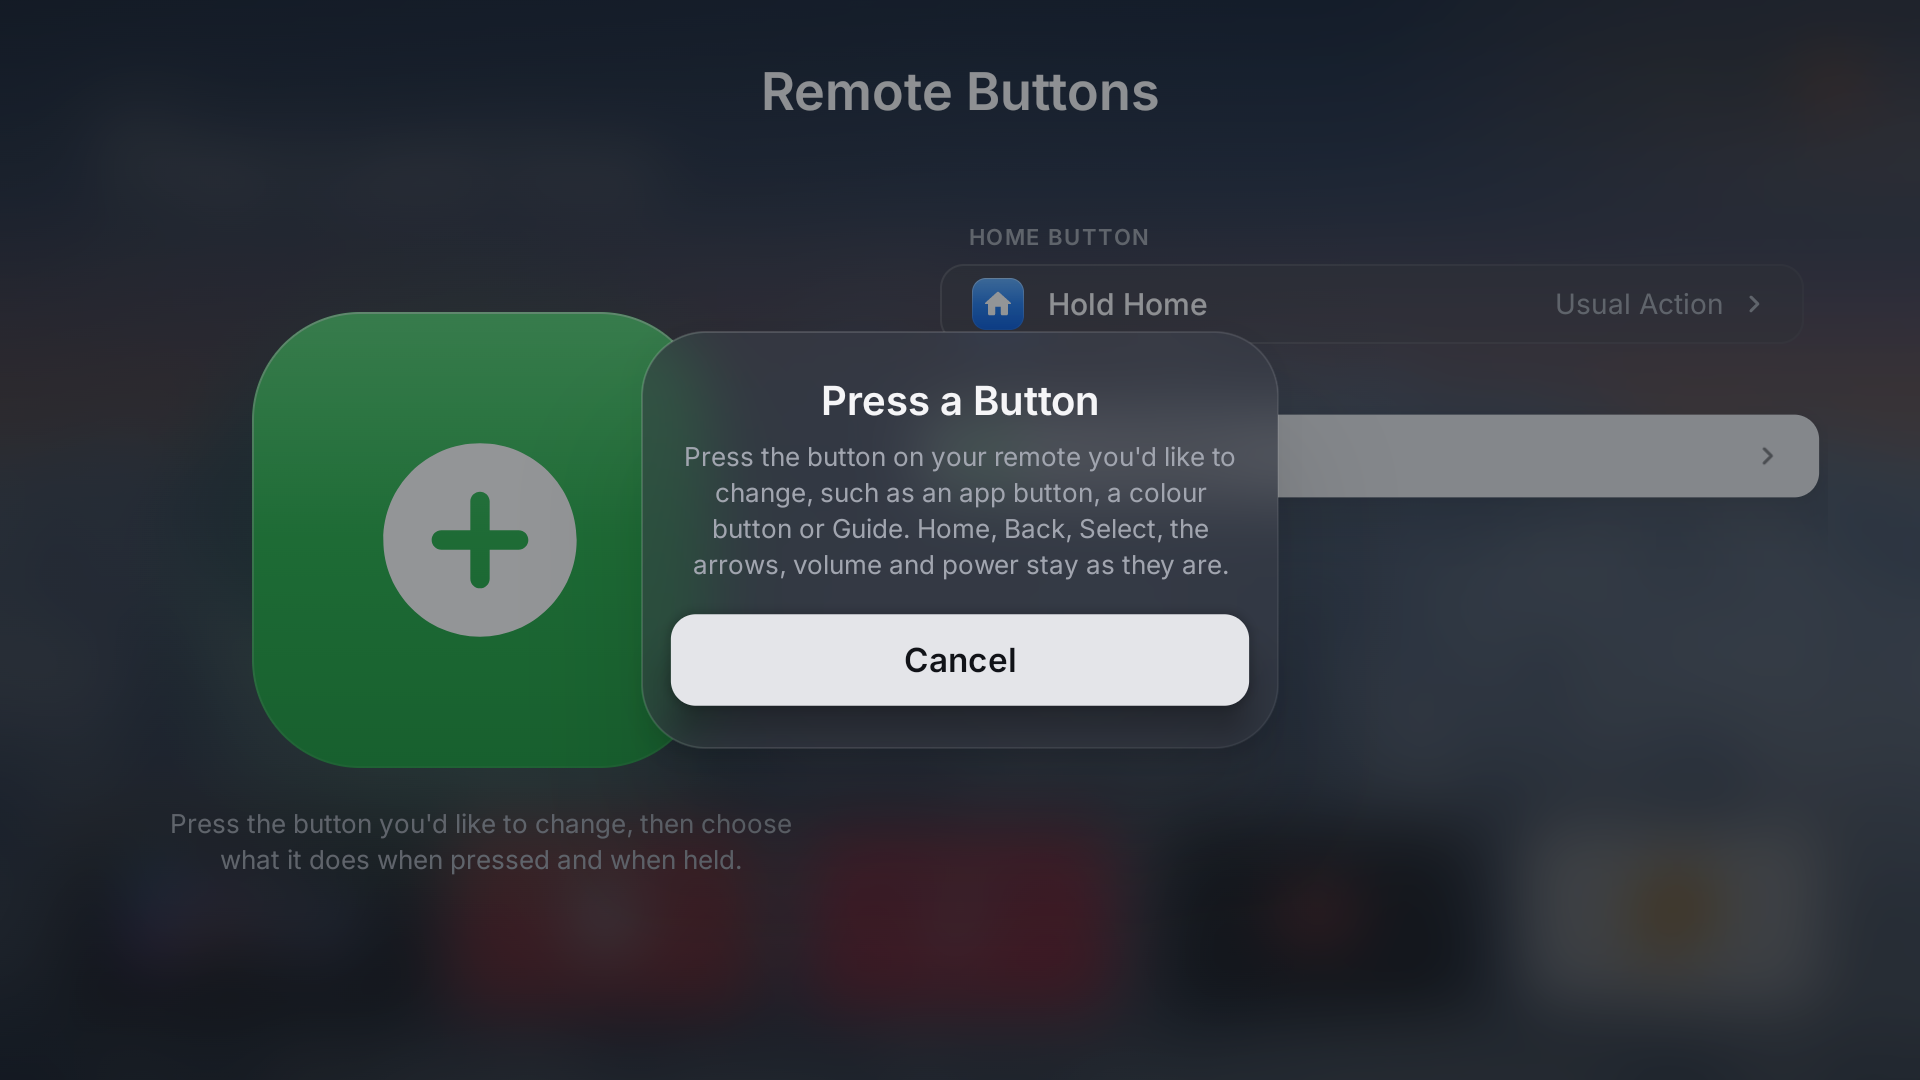 Remote Buttons
HOME BUTTON
Hold Home
Usual Action
Press a Button
Press the button on your remote you'd like to
change, such as an app button, a colour
button or Guide. Home, Back, Select, the
arrows, volume and power stay as they are.
Cancel
Press the button you'd like to change, then choose
what it does when pressed and when held.